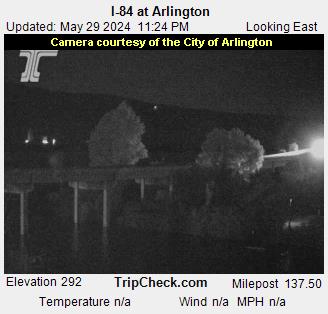 I-84 at Arlington
Updated: May 29 2024 11:24 PM Looking East
Camera courtesy of the City of Arlington
Elevation 292 TripCheck.com Milepost 137.50
Temperature n/a Wind n/a MPH n/a